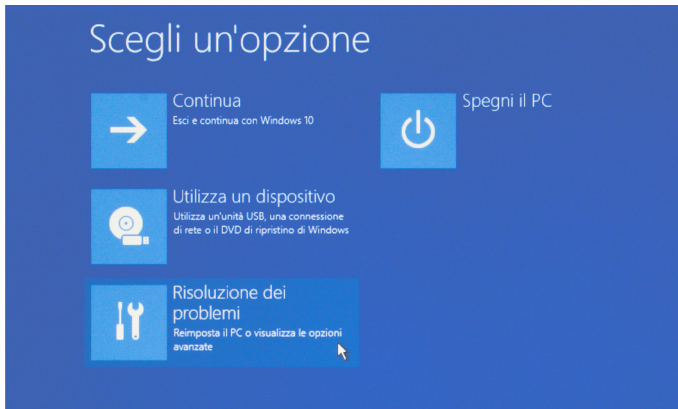 Scegli un'opzione
Continua
Esci e continua con Windows 10
Spegni il PC
Utilizza un dispositivo
Utilizza un'unità USB, una connessione
di rete o il DVD di ripristino di Windows
Risoluzione dei
problemi
Reimposta il PC o visualizza le opzioni
avanzate